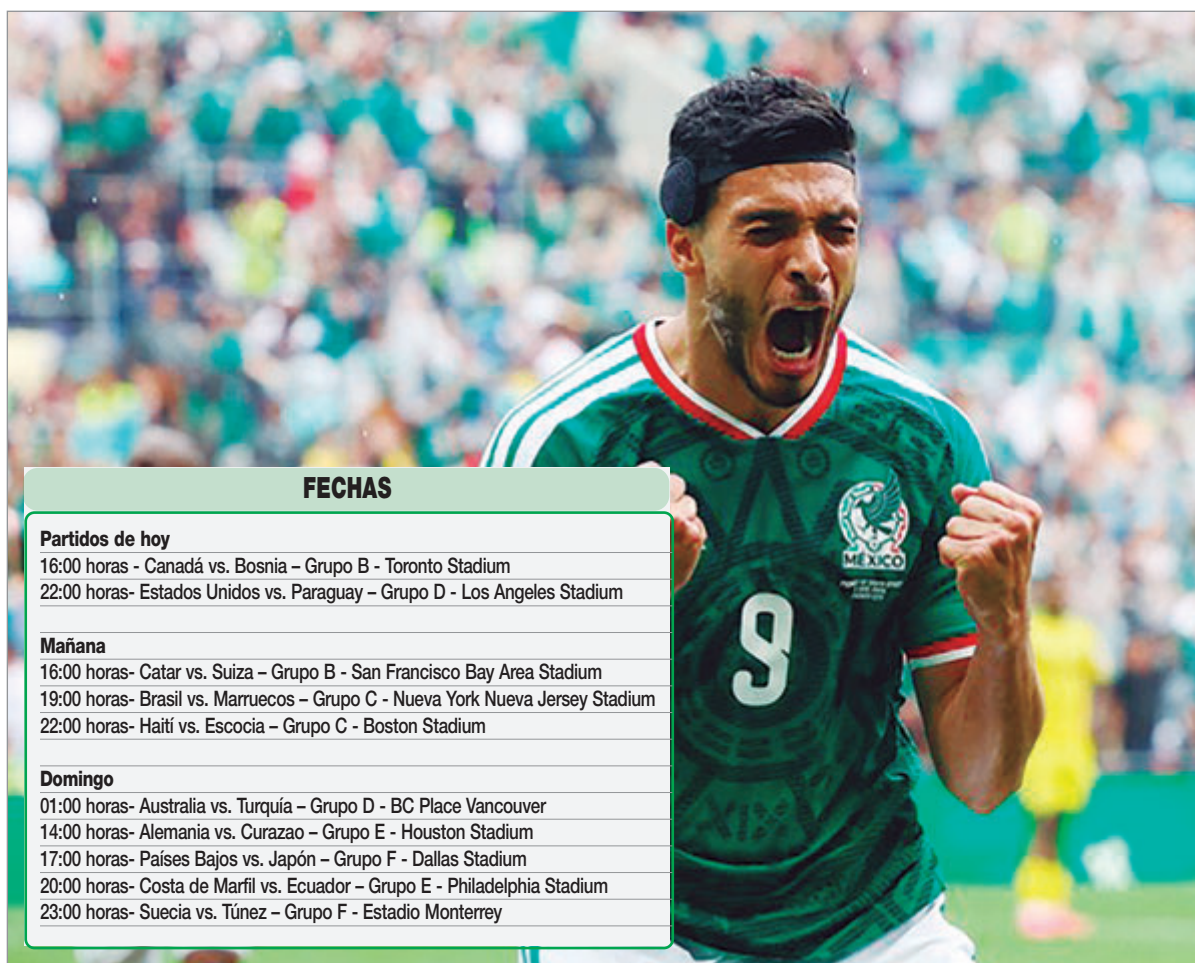 FECHAS
Partidos de hoy
16:00 horas - Canadá vs. Bosnia – Grupo B - Toronto Stadium
22:00 horas- Estados Unidos vs. Paraguay – Grupo D - Los Angeles Stadium
Mañana
16:00 horas- Catar vs. Suiza – Grupo B - San Francisco Bay Area Stadium
19:00 horas- Brasil vs. Marruecos – Grupo C - Nueva York Nueva Jersey Stadium
22:00 horas- Haití vs. Escocia – Grupo C - Boston Stadium
Domingo
01:00 horas- Australia vs. Turquía – Grupo D - BC Place Vancouver
14:00 horas- Alemania vs. Curazao – Grupo E - Houston Stadium
17:00 horas- Países Bajos vs. Japón – Grupo F - Dallas Stadium
20:00 horas- Costa de Marfil vs. Ecuador – Grupo E - Philadelphia Stadium
23:00 horas- Suecia vs. Túnez – Grupo F - Estadio Monterrey
MÉXICO
9